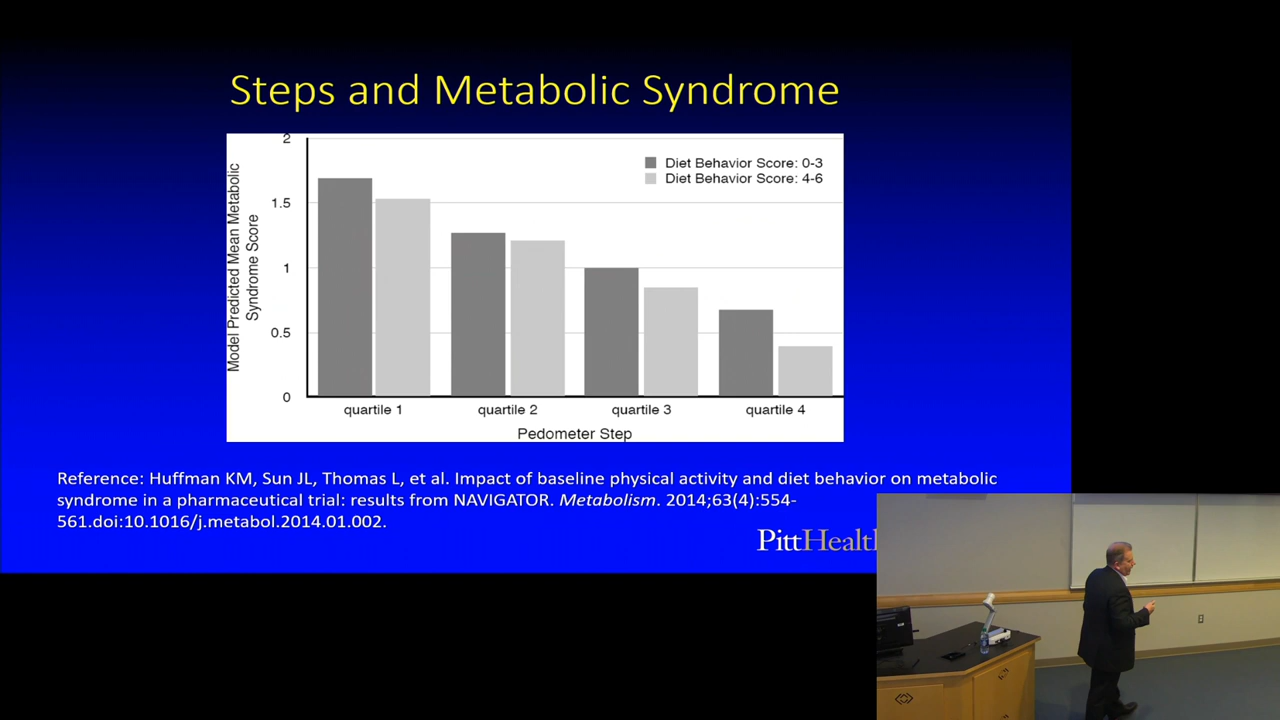 Steps and Metabolic Syndrome
2
1.5
1
0.5
0
Model Predicted Mean Metabolic
Syndrome Score
Diet Behavior Score: 0-3
Diet Behavior Score: 4-6
quartile 1
quartile 2
quartile 3
quartile 4
Pedometer Step
Reference: Huffman KM, Sun JL, Thomas L, et al. Impact of baseline physical activity and diet behavior on metabolic
syndrome in a pharmaceutical trial: results from NAVIGATOR. Metabolism. 2014;63(4):554-
561.doi:10.1016/j.metabol.2014.01.002.
PittHealth